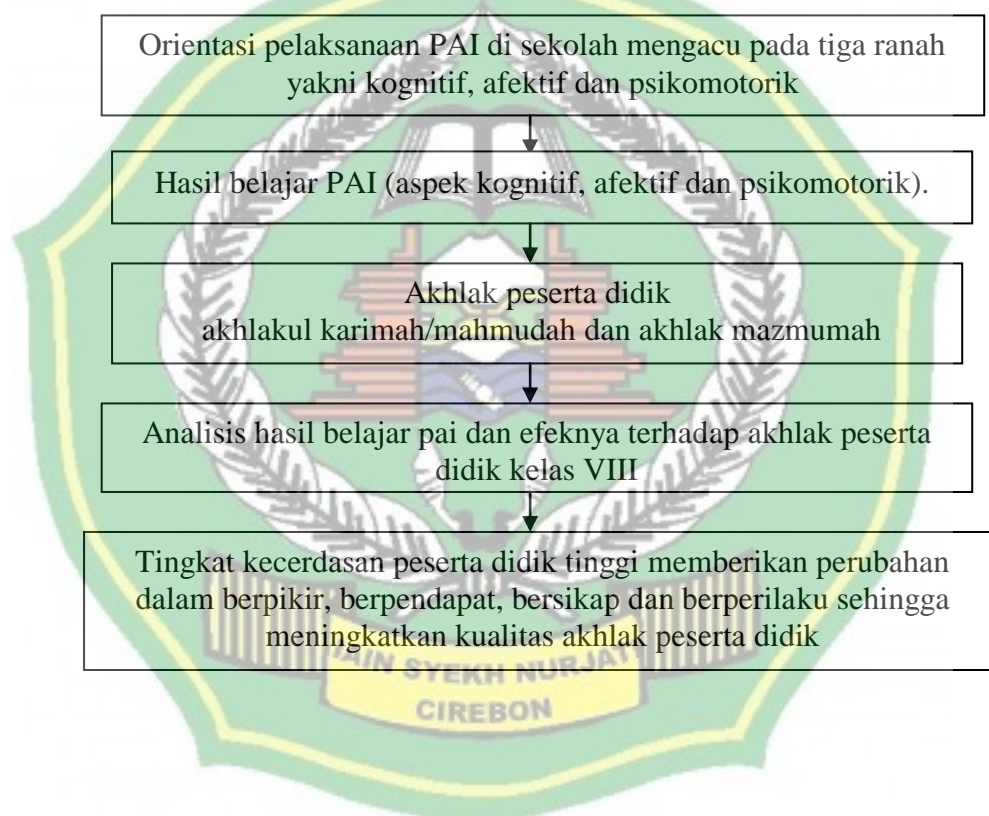 Orientasi pelaksanaan PAI di sekolah mengacu pada tiga ranah
yakni kognitif, afektif dan psikomotorik
Hasil belajar PAI (aspek kognitif, afektif dan psikomotorik).
Akhlak peserta didik
akhlakul karimah/mahmudah dan akhlak mazmumah
Analisis hasil belajar pai dan efeknya terhadap akhlak peserta
didik kelas VIII
Tingkat kecerdasan peserta didik tinggi memberikan perubahan
dalam berpikir, berpendapat, bersikap dan berperilaku sehingga
meningkatkan kualitas akhlak peserta didik
IAIN SYEKH NURJATI
CIREBON